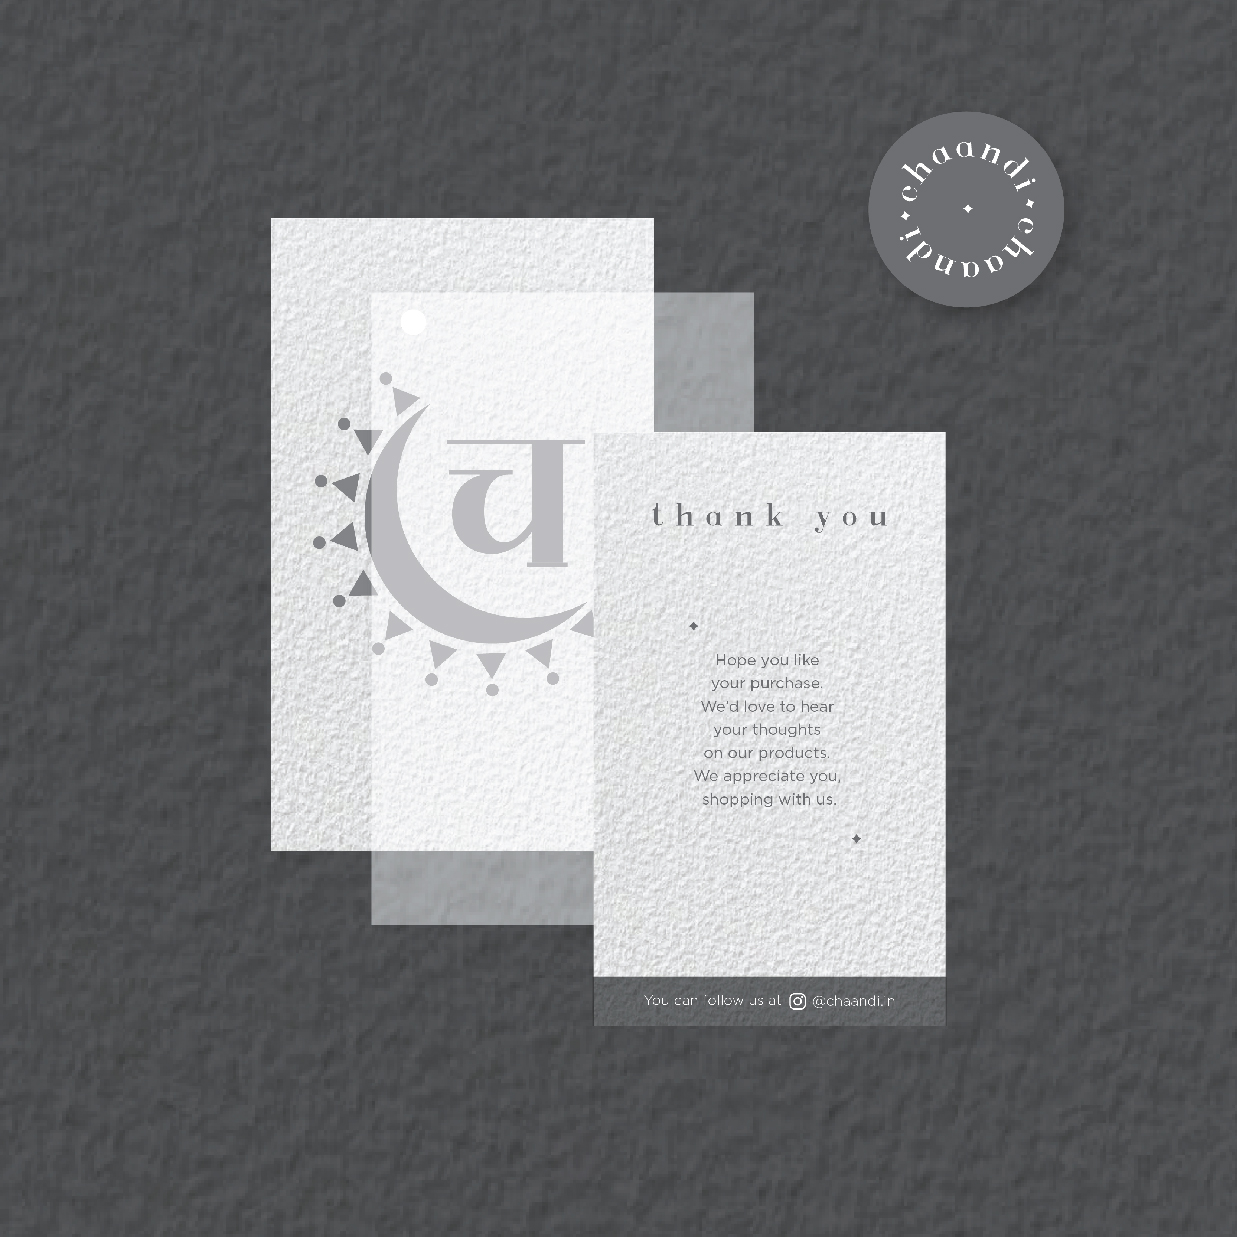 chaandi
chaandi
च
thank you
Hope you like
your purchase.
We'd love to hear
your thoughts
on our products.
We appreciate you,
shopping with us.
You can follow us at @chaandi.in